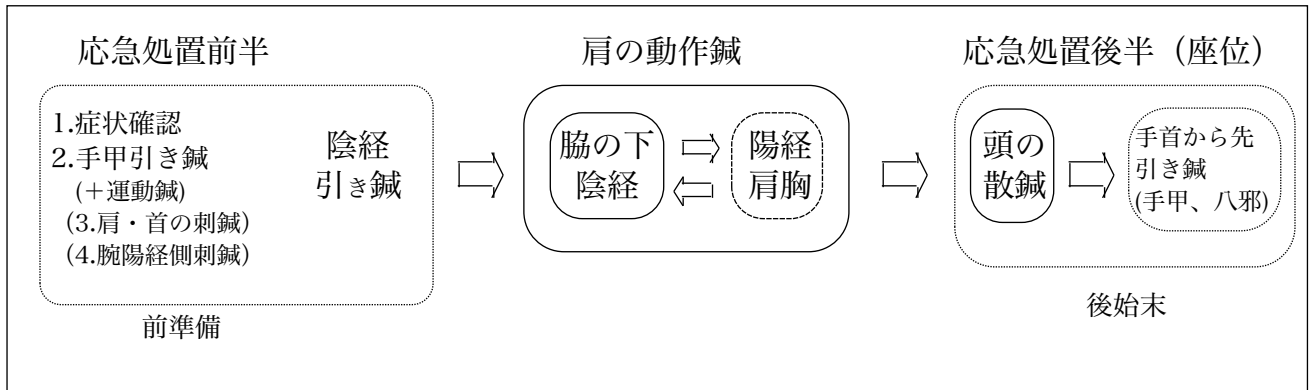 応急処置前半
1.症状確認
2.手甲引き鍼
(＋運動鍼)
(3.肩・首の刺鍼)
(4.腕陽経側刺鍼)
陰経
引き鍼
前準備
肩の動作鍼
脇の下
陰経
陽経
肩胸
応急処置後半（座位）
頭の
散鍼
手首から先
引き鍼
(手甲、八邪)
後始末